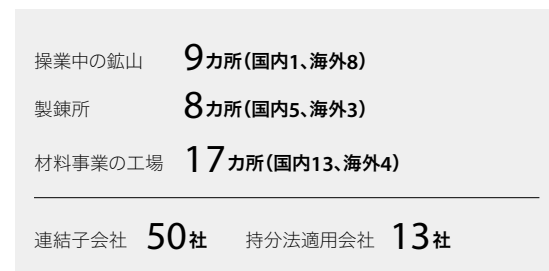 操業中の鉱山 9カ所(国内1、海外8)
製錬所 8カ所(国内5、海外3)
材料事業の工場 17カ所(国内13、海外4)
連結子会社 50社 持分法適用会社 13社